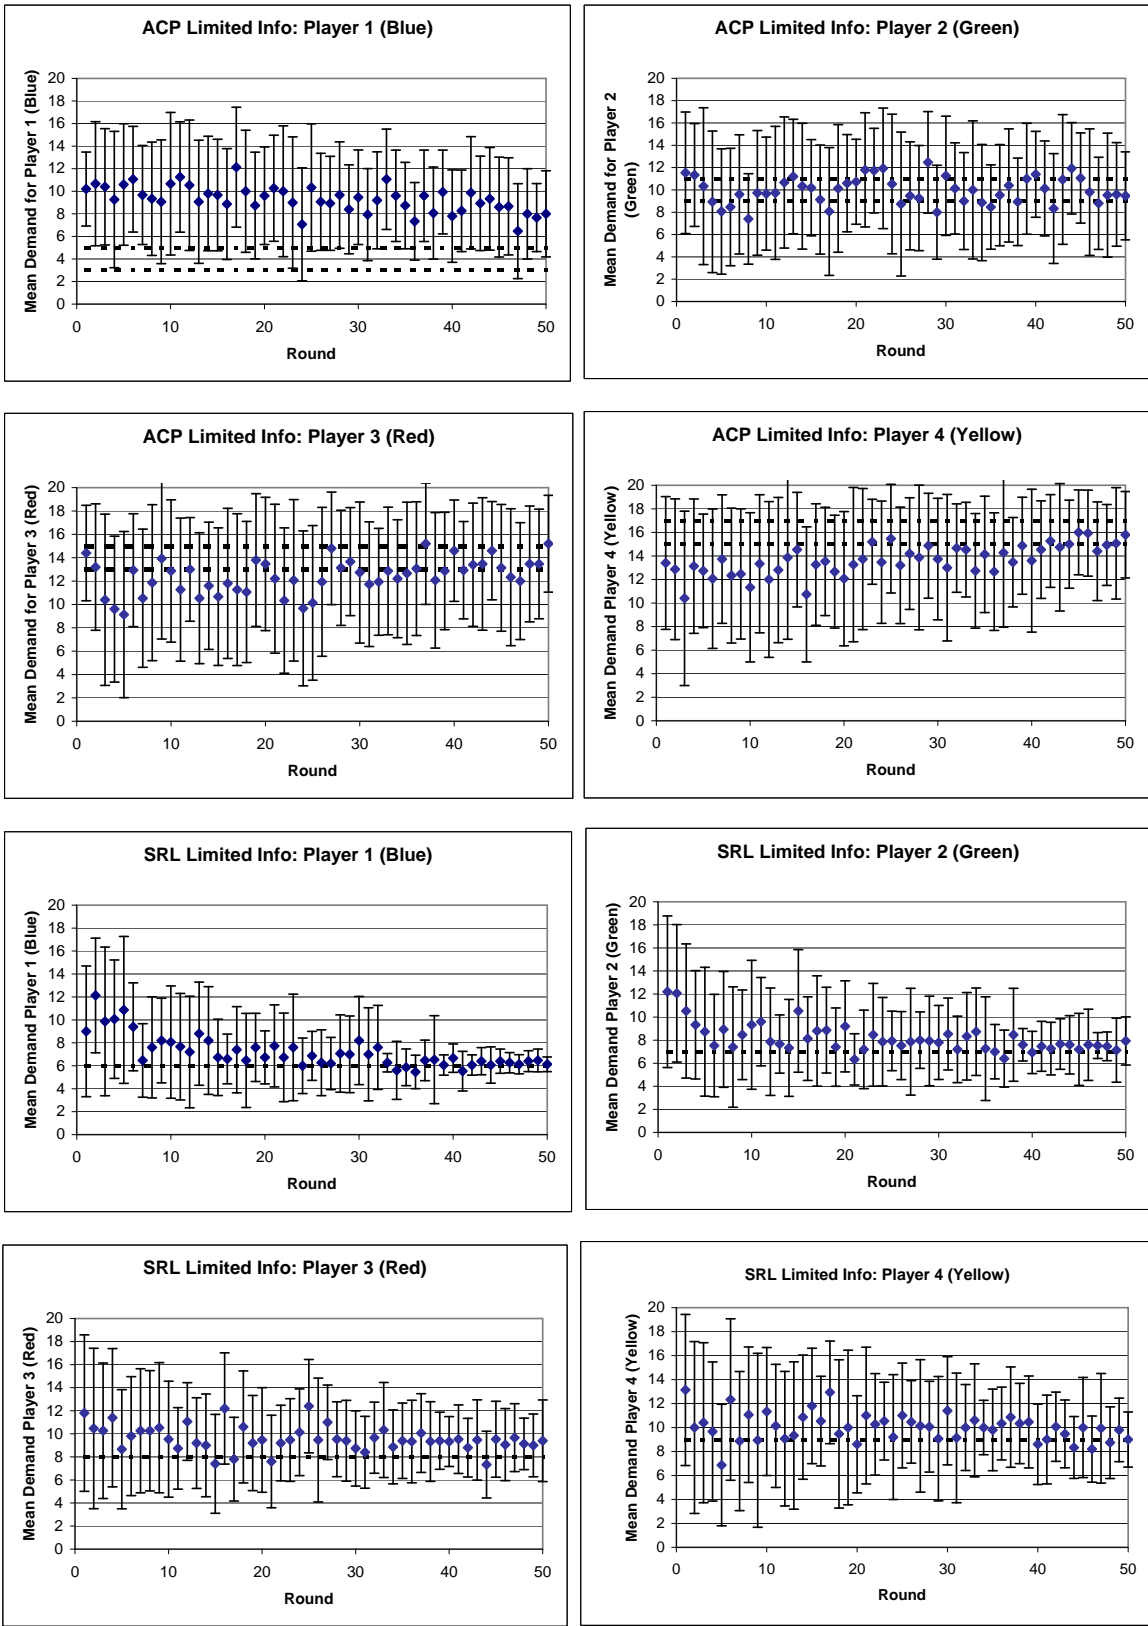 ACP Limited Info: Player 1 (Blue)
Mean Demand for Player 1 (Blue)
20
18
16
14
12
10
8
6
4
2
0
0 10 20 30 40 50
Round
ACP Limited Info: Player 2 (Green)
Mean Demand for Player 2
(Green)
20
18
16
14
12
10
8
6
4
2
0
0 10 20 30 40 50
Round
ACP Limited Info: Player 3 (Red)
Mean Demand for Player 3 (Red)
20
18
16
14
12
10
8
6
4
2
0
0 10 20 30 40 50
Round
ACP Limited Info: Player 4 (Yellow)
Mean Demand Player 4 (Yellow)
20
18
16
14
12
10
8
6
4
2
0
0 10 20 30 40 50
Round
SRL Limited Info: Player 1 (Blue)
Mean Demand Player 1 (Blue)
20
18
16
14
12
10
8
6
4
2
0
0 10 20 30 40 50
Round
SRL Limited Info: Player 2 (Green)
Mean Demand Player 2 (Green)
20
18
16
14
12
10
8
6
4
2
0
0 10 20 30 40 50
Round
SRL Limited Info: Player 3 (Red)
Mean Demand Player 3 (Red)
20
18
16
14
12
10
8
6
4
2
0
0 10 20 30 40 50
Round
SRL Limited Info: Player 4 (Yellow)
Mean Demand Player 4 (Yellow)
20
18
16
14
12
10
8
6
4
2
0
0 10 20 30 40 50
Round